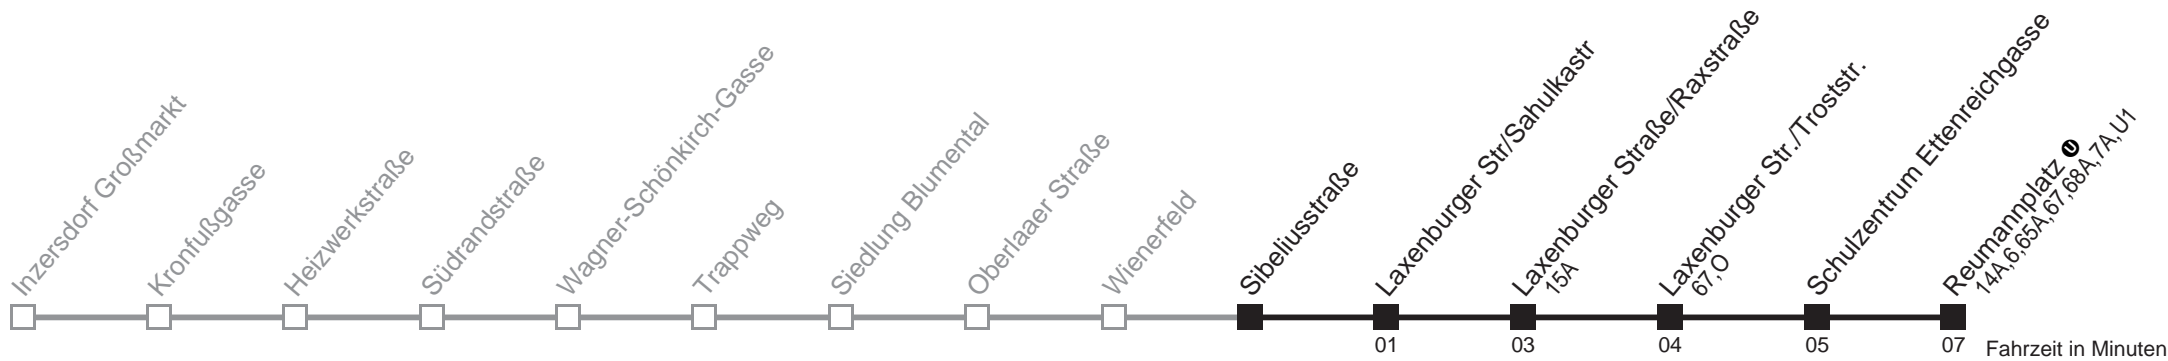 Inzersdorf Großmarkt
Kronfußgasse
Heizwerkstraße
Südrandstraße
Wagner-Schönkirch-Gasse
Trappweg
Siedlung Blumental
Oberlaaer Straße
Wienerfeld
Sibeliusstraße
Laxenburger Str/Sahulkastr
Laxenburger Straße/Raxstraße
15A
Laxenburger Str./Troststr.
67,O
Schulzentrum Ettenreichgasse
Reumannplatz U
14A,6,65A,67,68A,7A,U1
01
03
04
05
07
Fahrzeit in Minuten